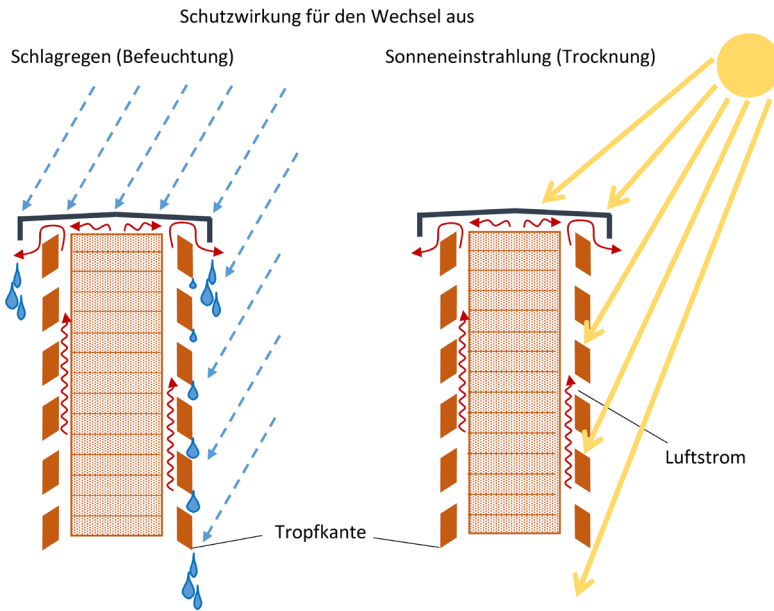 Schutzwirkung für den Wechsel aus
Schlagregen (Befeuchtung)
Sonneneinstrahlung (Trocknung)
Luftstrom
Tropfkante